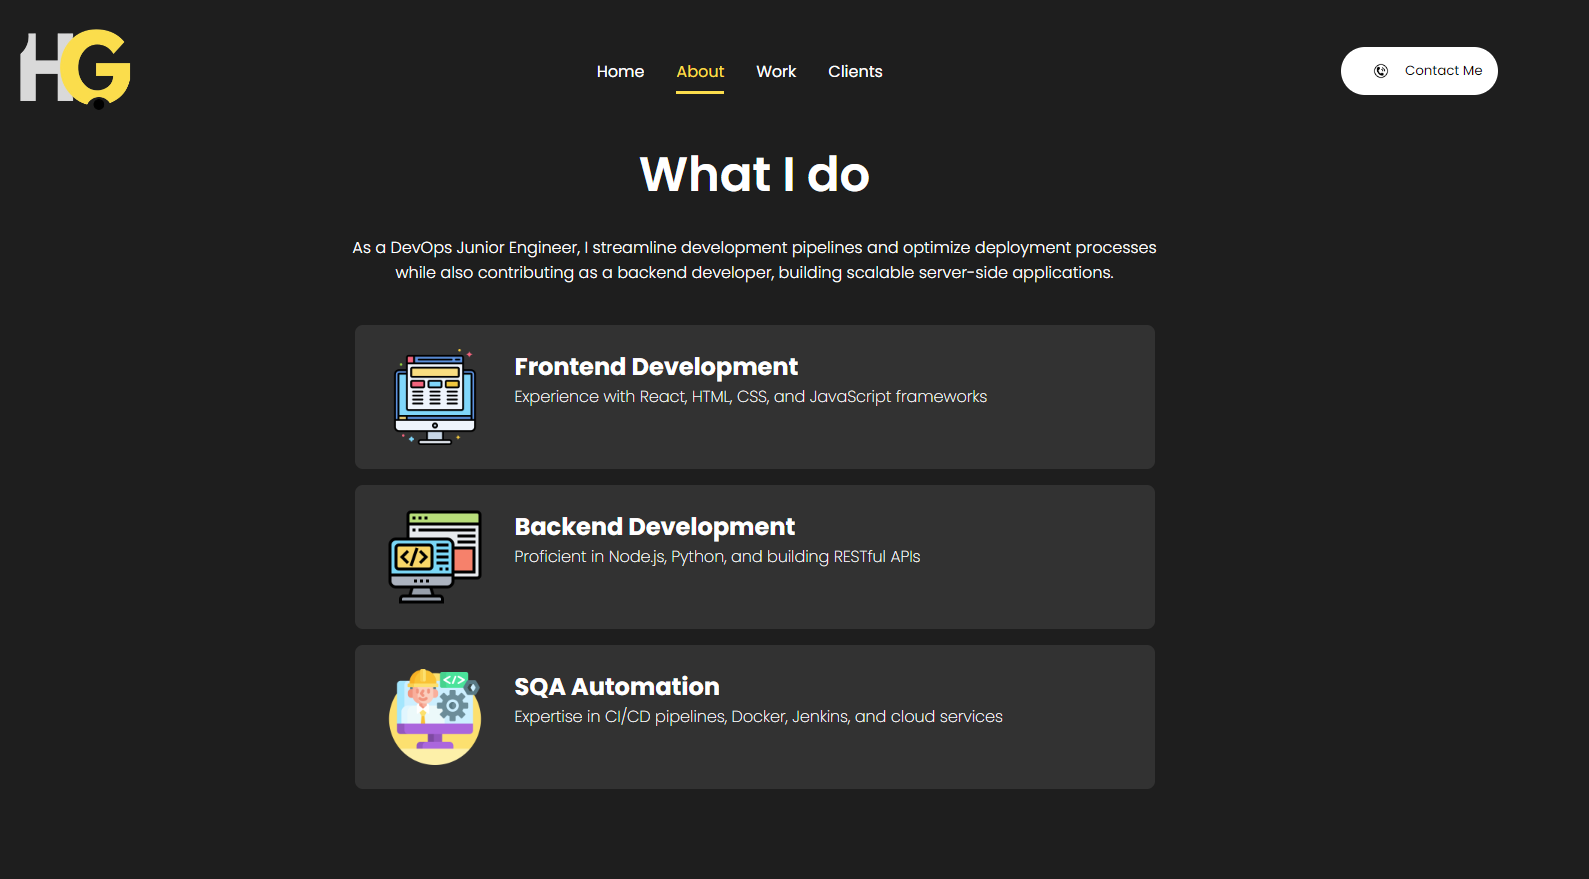 HG
Home
About
Work
Clients
Contact Me
What I do
As a DevOps Junior Engineer, I streamline development pipelines and optimize deployment processes
while also contributing as a backend developer, building scalable server-side applications.
Frontend Development
Experience with React, HTML, CSS, and JavaScript frameworks
</>
Backend Development
Proficient in Node.js, Python, and building RESTful APIs
</>
SQA Automation
Expertise in CI/CD pipelines, Docker, Jenkins, and cloud services